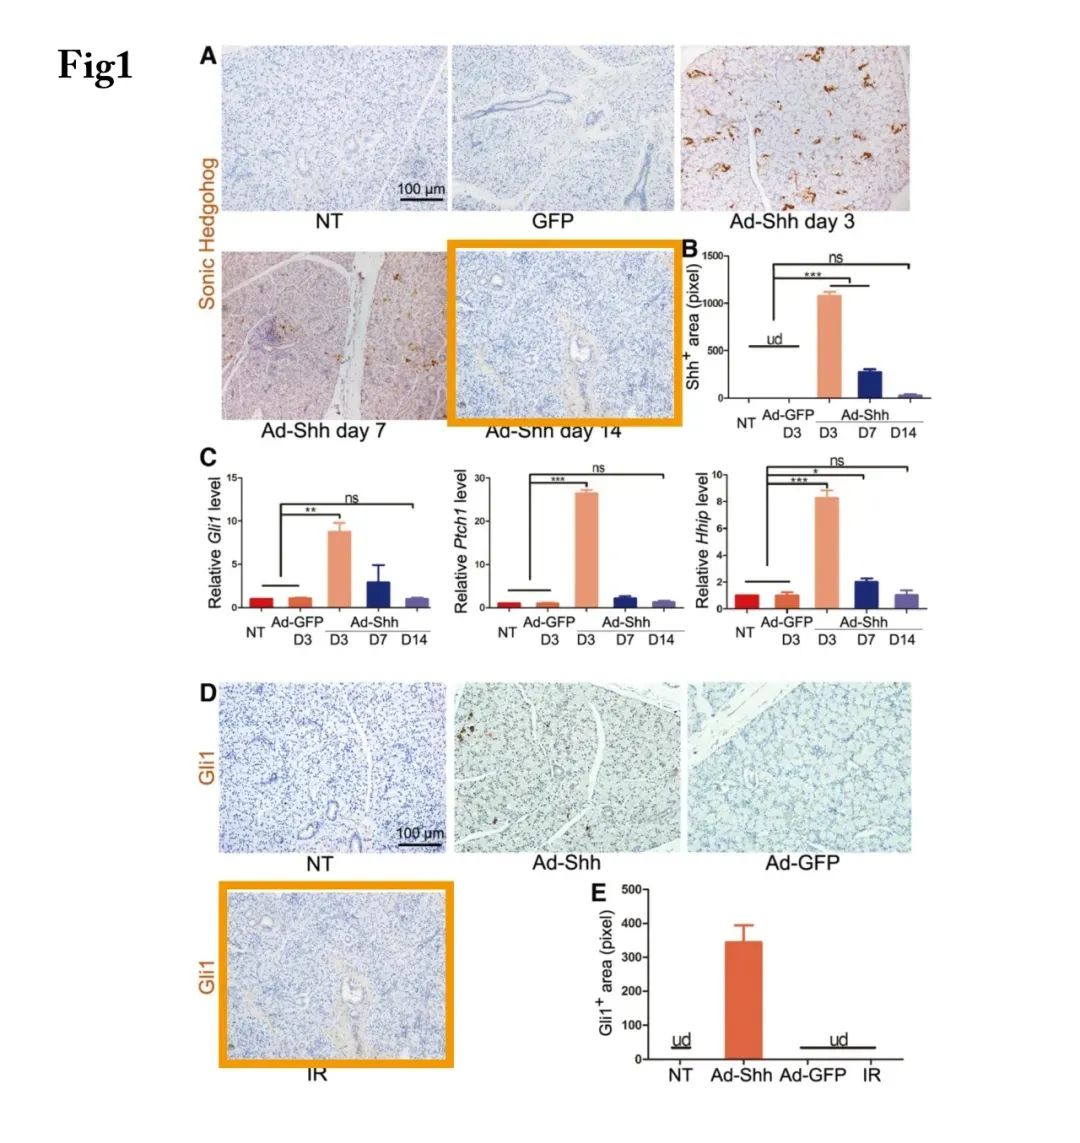 Fig1
A
Sonic Hedgohog
100 µm
NT
GFP
Ad-Shh day 3
Ad-Shh day 7
Ad-Shh day 14
B
Shh+ area (pixel)
1500
1000
500
0
ns
***
ud
NT
Ad-GFP
D3
Ad-Shh
D3 D7 D14
C
Relative Gli1 level
15
10
5
0
ns
**
NT
Ad-GFP
D3
Ad-Shh
D3 D7 D14
Relative Ptch1 level
30
20
10
0
ns
***
NT
Ad-GFP
D3
Ad-Shh
D3 D7 D14
Relative Hhip level
10
8
6
4
2
0
ns
*
***
NT
Ad-GFP
D3
Ad-Shh
D3 D7 D14
D
Gli1
100 µm
NT
Ad-Shh
Ad-GFP
Gli1
IR
E
Gli1+ area (pixel)
500
400
300
200
100
0
ud
ud
NT Ad-Shh Ad-GFP IR